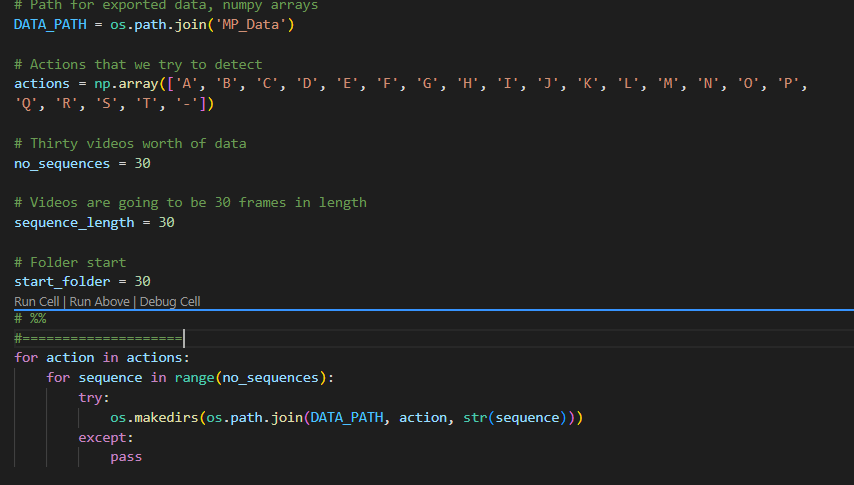 # Path for exported data, numpy arrays
DATA_PATH = os.path.join('MP_Data')
# Actions that we try to detect
actions = np.array(['A', 'B', 'C', 'D', 'E', 'F', 'G', 'H', 'I', 'J', 'K', 'L', 'M', 'N', 'O', 'P',
'Q', 'R', 'S', 'T', '-'])
# Thirty videos worth of data
no_sequences = 30
# Videos are going to be 30 frames in length
sequence_length = 30
# Folder start
start_folder = 30
Run Cell | Run Above | Debug Cell
# %%
#====================
for action in actions:
    for sequence in range(no_sequences):
        try:
            os.makedirs(os.path.join(DATA_PATH, action, str(sequence)))
        except:
            pass